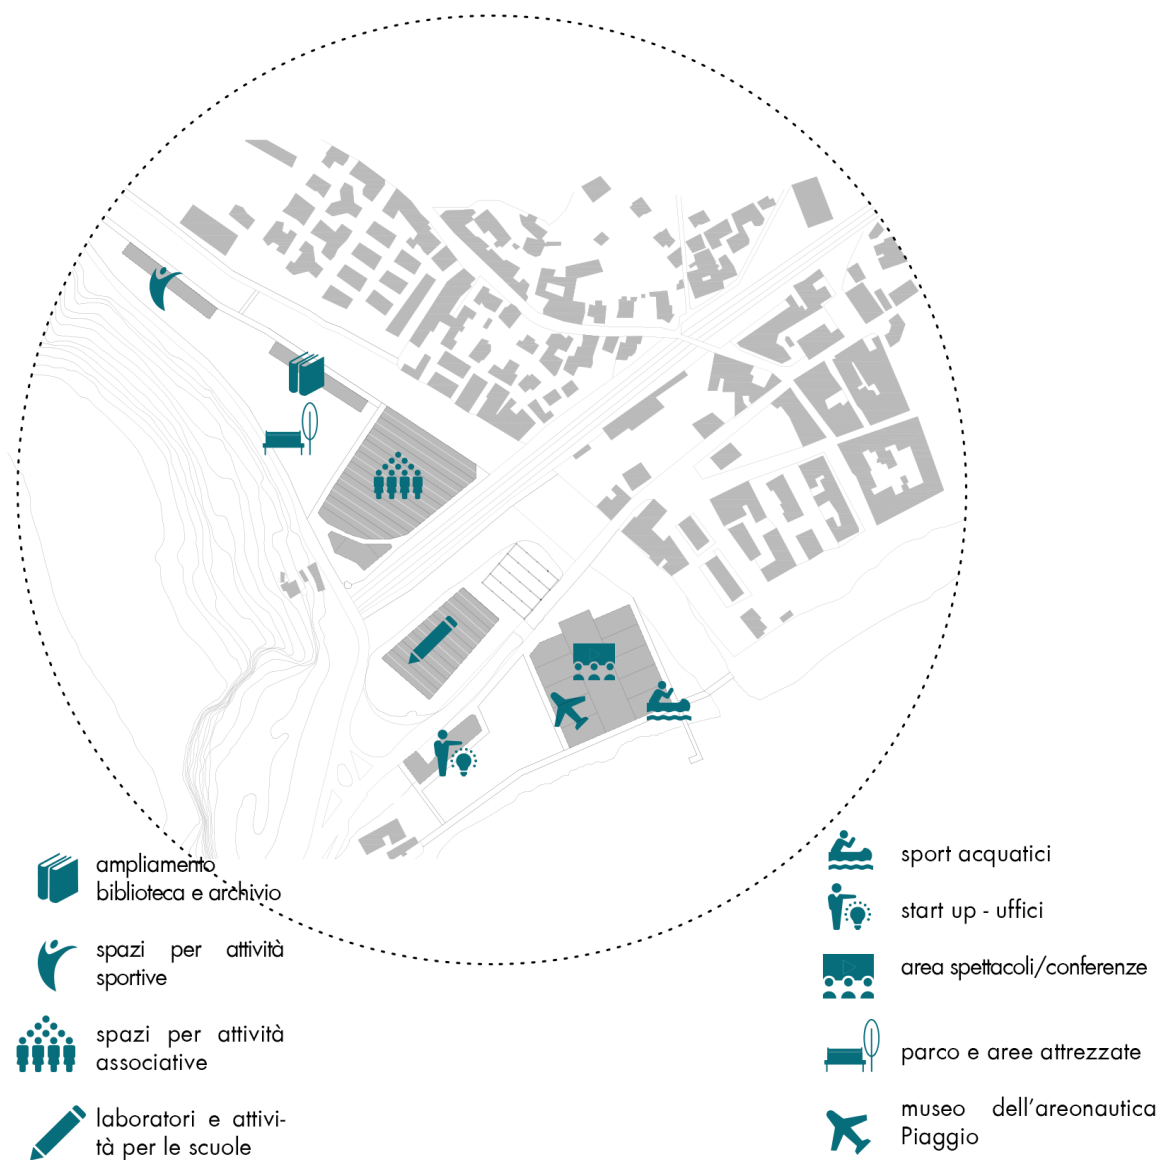 ampliamento
biblioteca e archivio
spazi per attività
sportive
spazi per attività
associative
laboratori e attivi-
tà per le scuole
sport acquatici
start up - uffici
area spettacoli/conferenze
parco e aree attrezzate
museo dell'areonautica
Piaggio